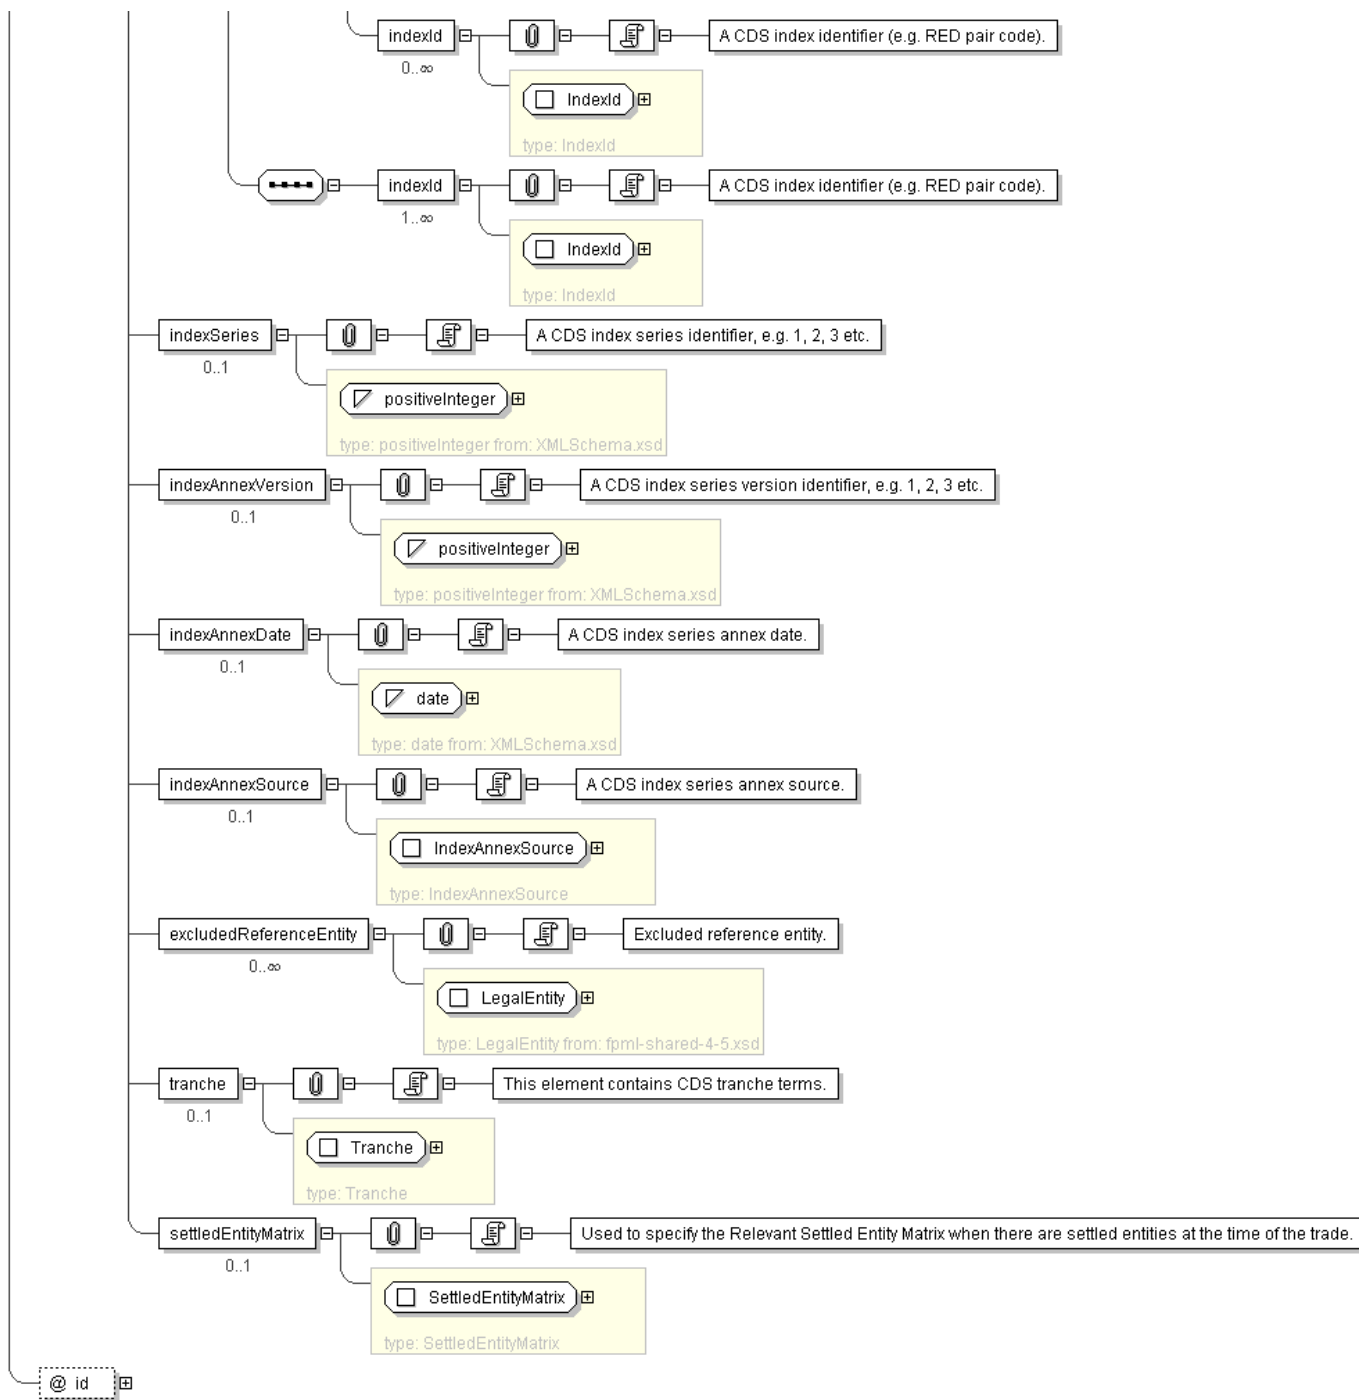 indexId A CDS index identifier (e.g. RED pair code).
0..∞
IndexId
type: IndexId
indexId A CDS index identifier (e.g. RED pair code).
1..∞
IndexId
type: IndexId
indexSeries A CDS index series identifier, e.g. 1, 2, 3 etc.
0..1
positiveInteger
type: positiveInteger from: XMLSchema.xsd
indexAnnexVersion A CDS index series version identifier, e.g. 1, 2, 3 etc.
0..1
positiveInteger
type: positiveInteger from: XMLSchema.xsd
indexAnnexDate A CDS index series annex date.
0..1
date
type: date from: XMLSchema.xsd
indexAnnexSource A CDS index series annex source.
0..1
IndexAnnexSource
type: IndexAnnexSource
excludedReferenceEntity Excluded reference entity.
0..∞
LegalEntity
type: LegalEntity from: fpml-shared-4-5.xsd
tranche This element contains CDS tranche terms.
0..1
Tranche
type: Tranche
settledEntityMatrix Used to specify the Relevant Settled Entity Matrix when there are settled entities at the time of the trade.
0..1
SettledEntityMatrix
type: SettledEntityMatrix
@ id